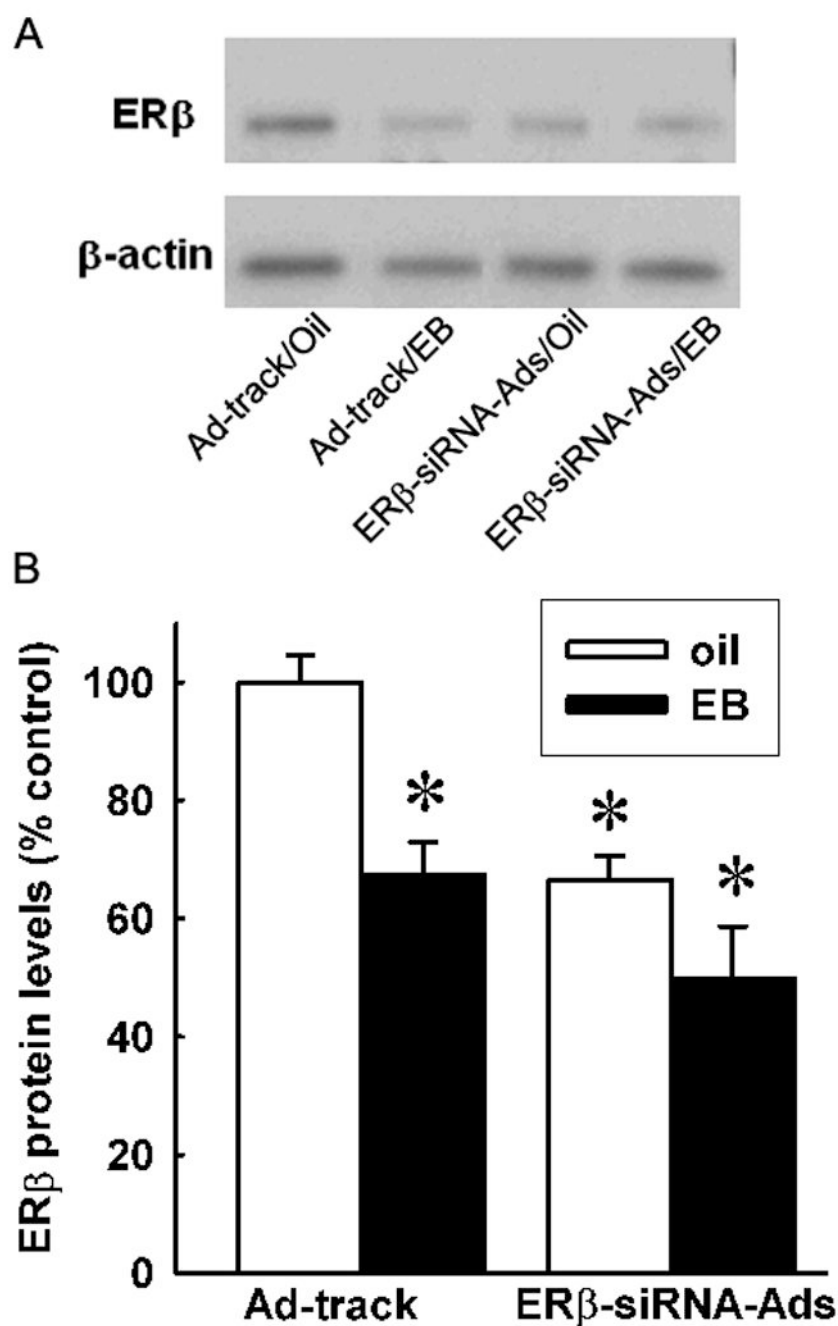 A
ERβ
β-actin
Ad-track/Oil
Ad-track/EB
ERβ-siRNA-Ads/Oil
ERβ-siRNA-Ads/EB
B
ERβ protein levels (% control)
100
80
60
40
20
0
oil
EB
*
*
*
Ad-track
ERβ-siRNA-Ads